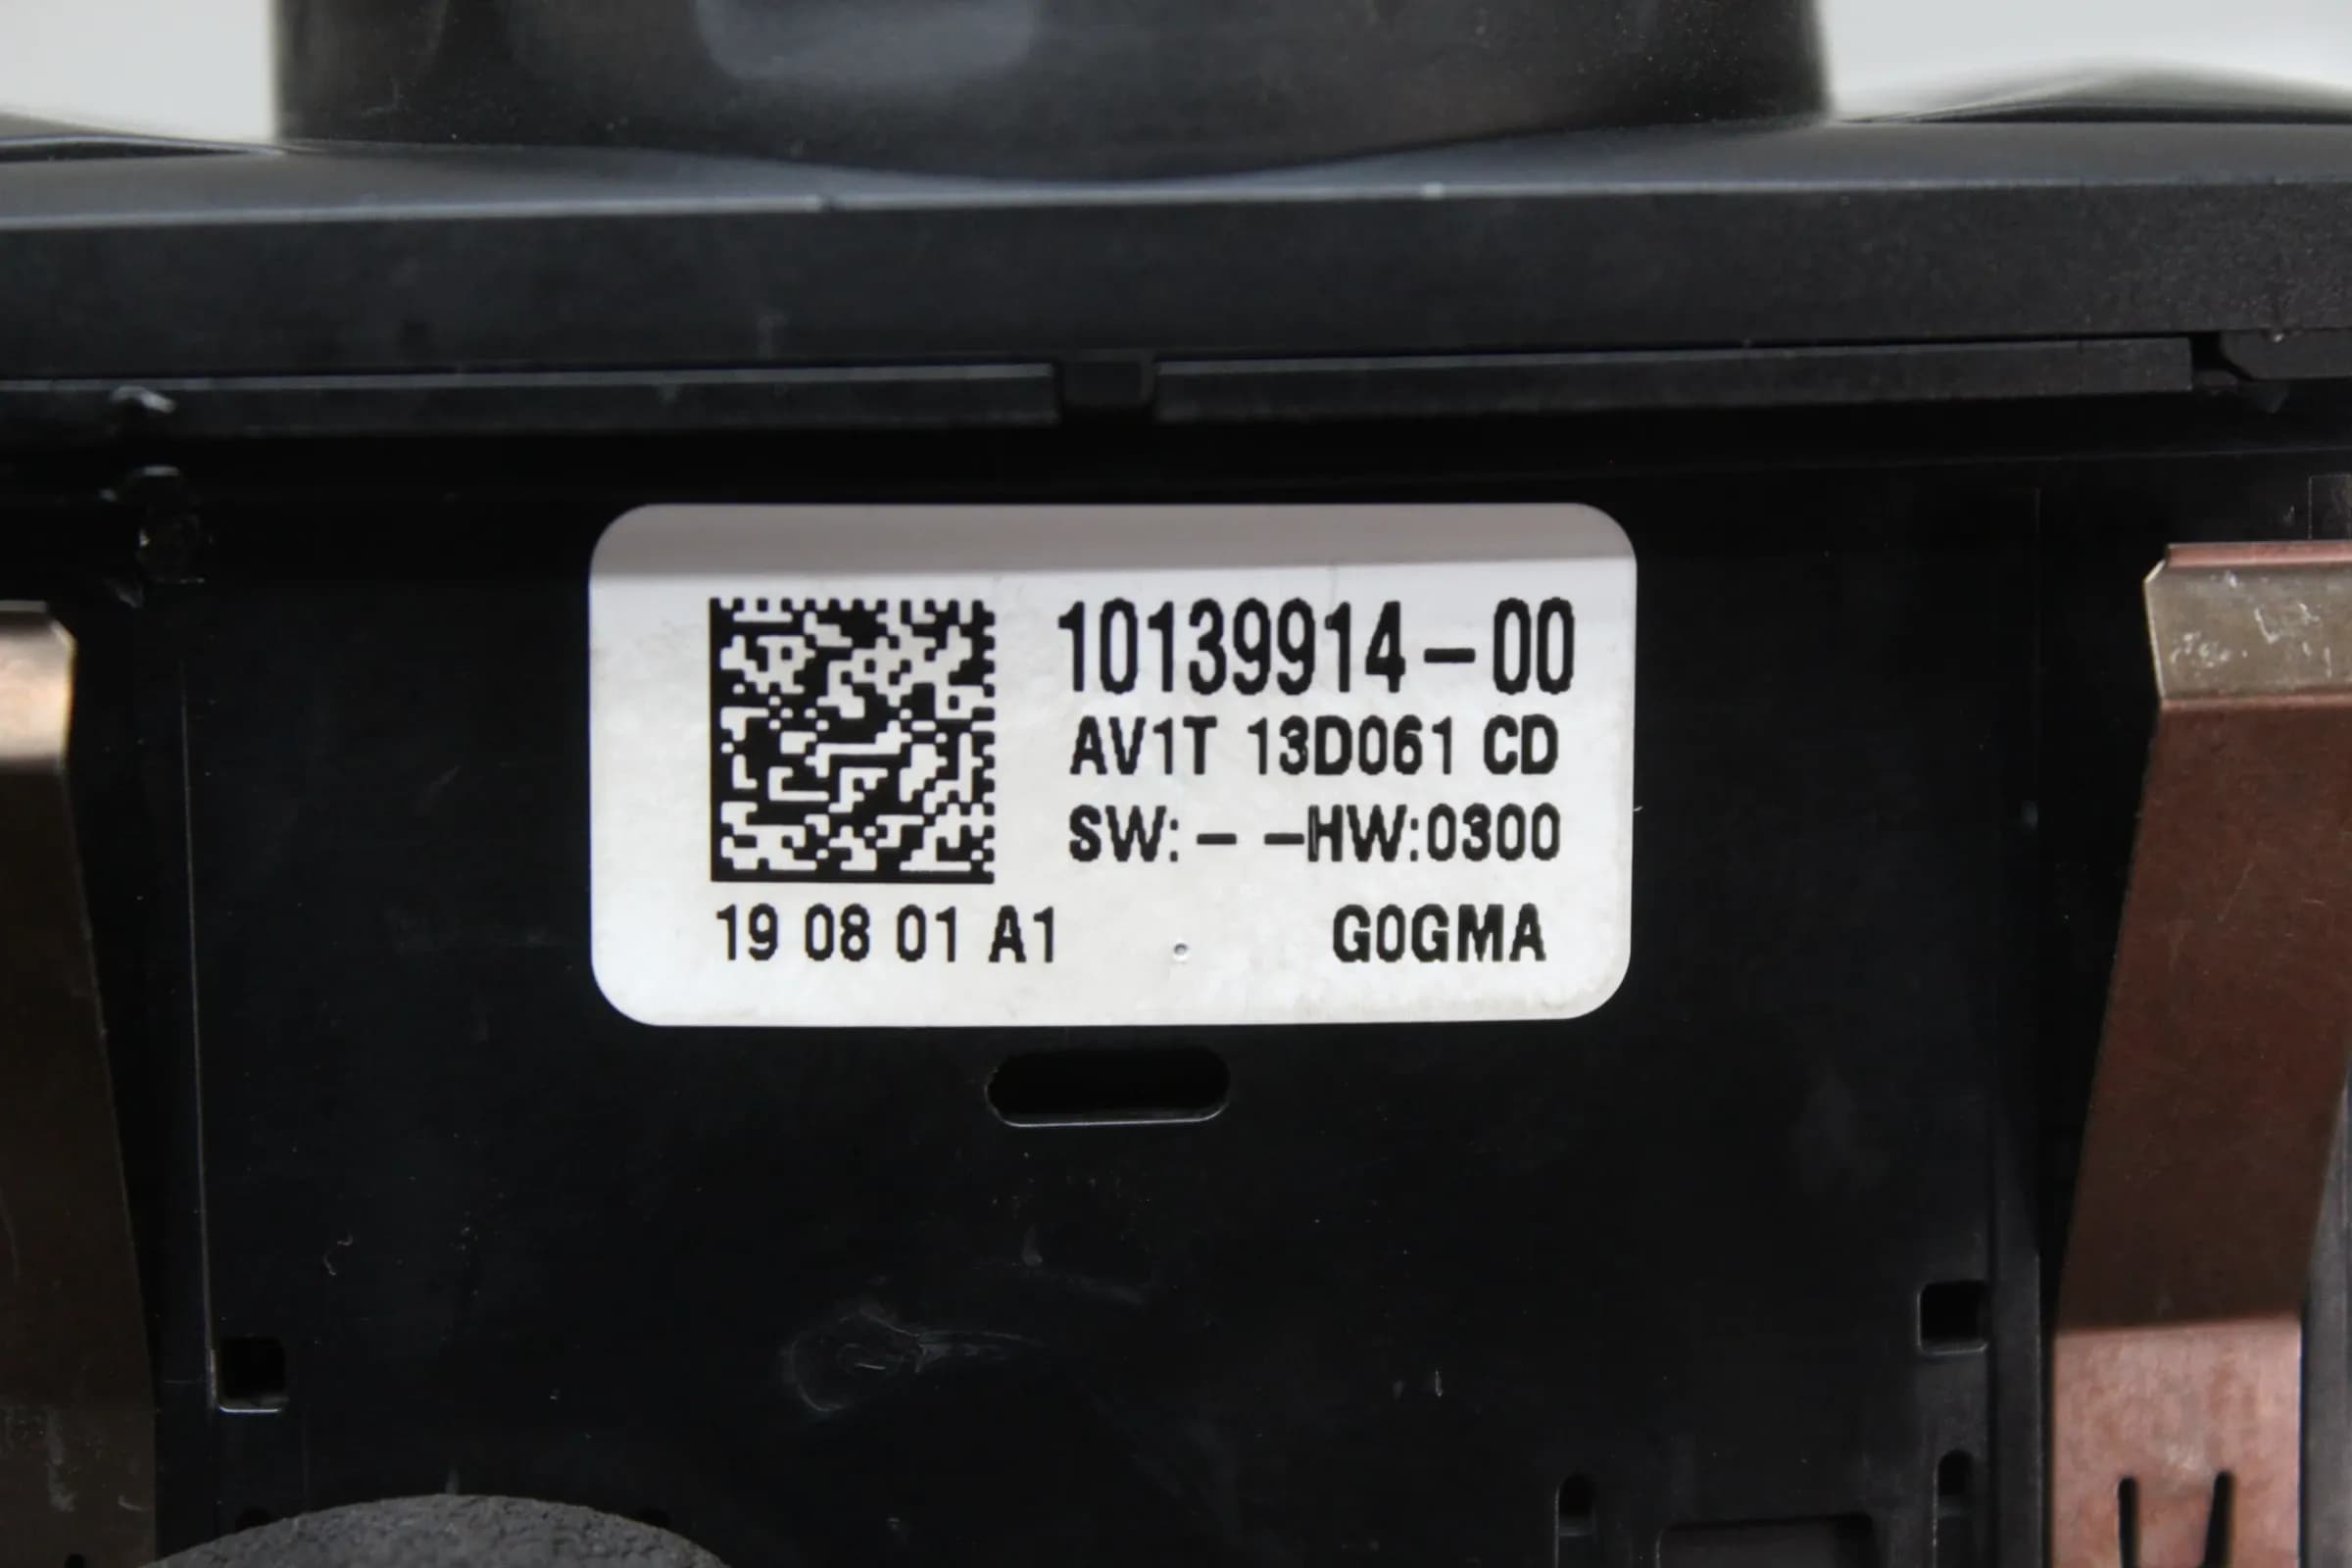 10139914-00
AV1T 13D061 CD
SW:- -HW:0300
19 08 01 A1 G0GMA